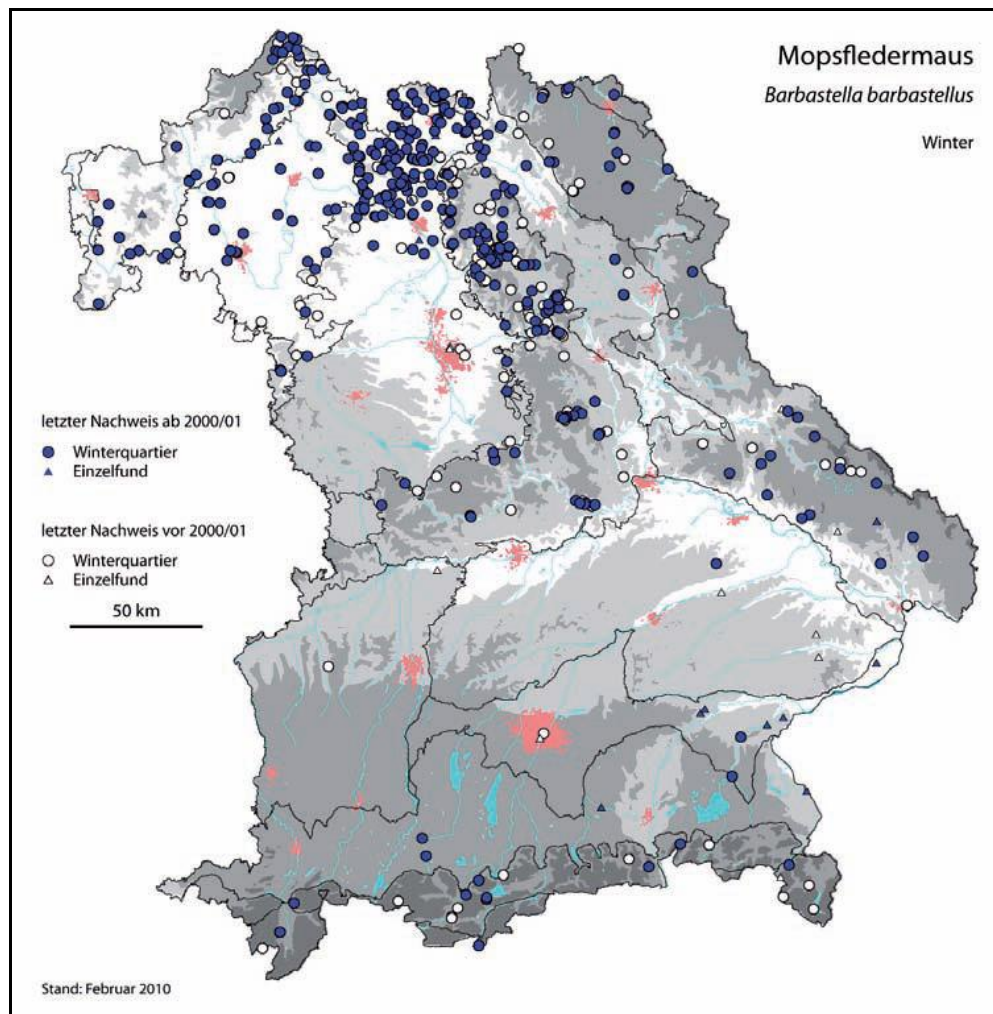 Mopsfledermaus
Barbastella barbastellus
Winter
letzter Nachweis ab 2000/01
Winterquartier
Einzelfund
letzter Nachweis vor 2000/01
Winterquartier
Einzelfund
50 km
Stand: Februar 2010